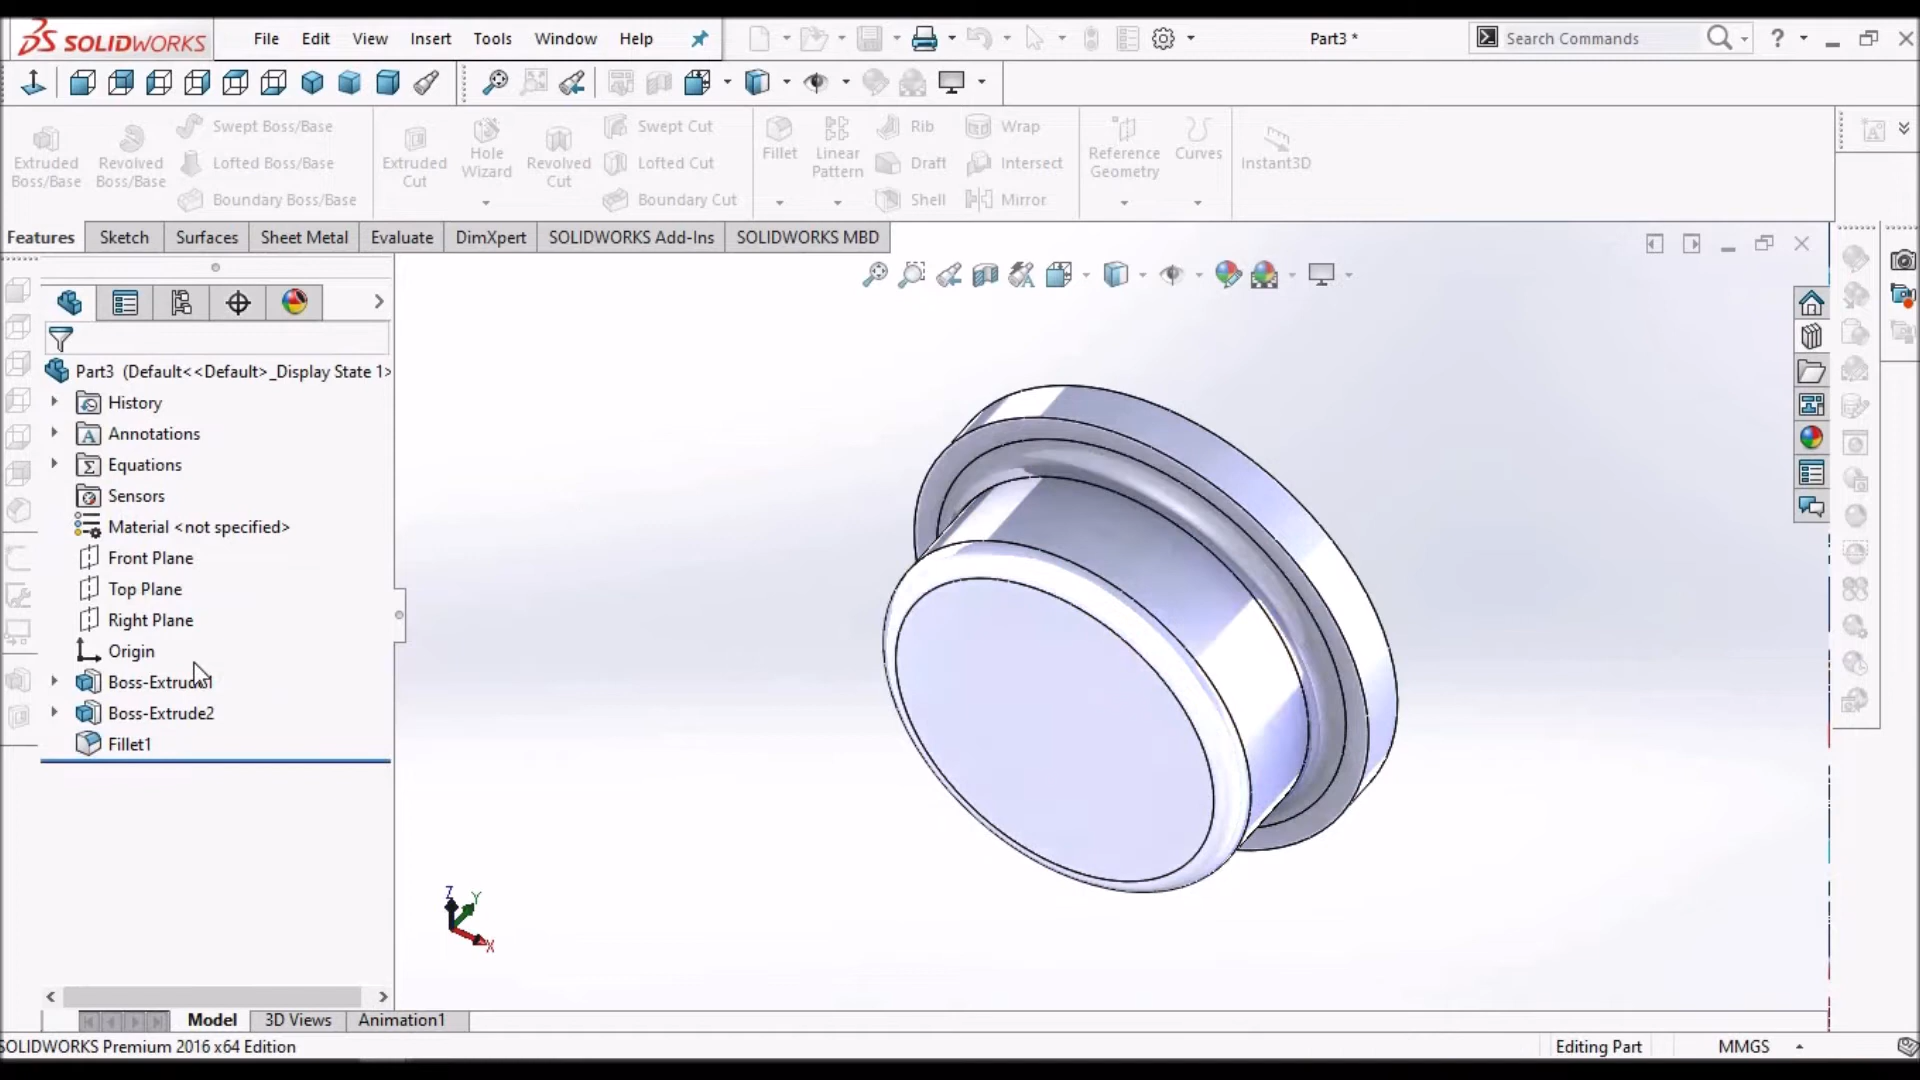 DS SOLIDWORKS File Edit View Insert Tools Window Help Part3 * Search Commands ?
Extruded Boss/Base
Revolved Boss/Base
Swept Boss/Base
Lofted Boss/Base
Boundary Boss/Base
Extruded Cut
Hole Wizard
Revolved Cut
Swept Cut
Lofted Cut
Boundary Cut
Fillet
Linear Pattern
Rib
Draft
Shell
Wrap
Intersect
Mirror
Reference Geometry
Curves
Instant3D
Features Sketch Surfaces Sheet Metal Evaluate DimXpert SOLIDWORKS Add-Ins SOLIDWORKS MBD
Part3 (Default<<Default>_Display State 1>
History
Annotations
Equations
Sensors
Material <not specified>
Front Plane
Top Plane
Right Plane
Origin
Boss-Extrude1
Boss-Extrude2
Fillet1
Z
Y
X
Model 3D Views Animation1
SOLIDWORKS Premium 2016 x64 Edition Editing Part MMGS